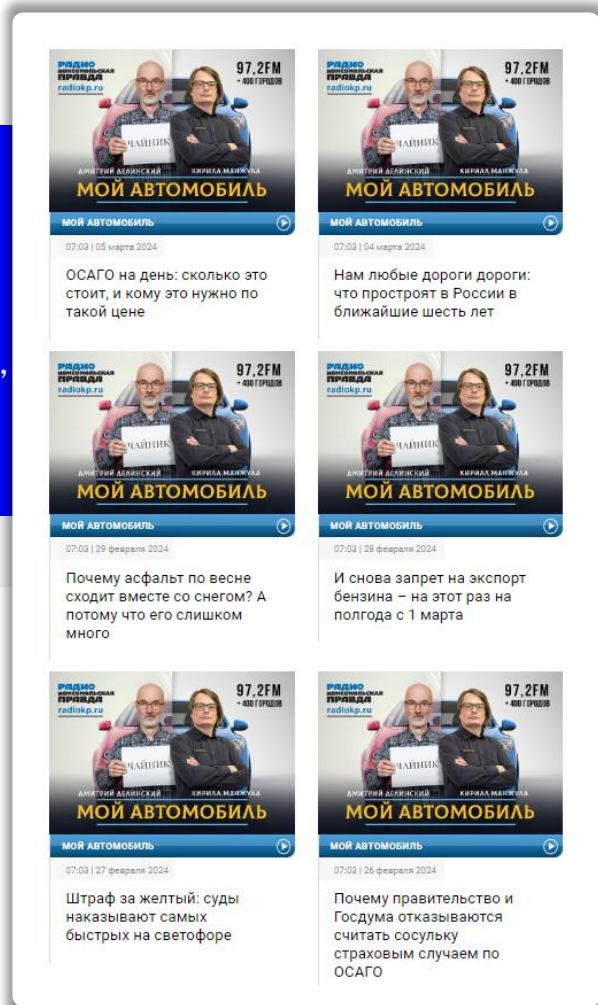 РАДИО
КОМСОМОЛЬСКАЯ
ПРАВДА
radiokp.ru
97,2FM
+ 400 ГОРОДОВ
ЧАЙНИК
ДМИТРИЙ ДЕЛИНСКИЙ КИРИЛЛ МАНЖУЛА
МОЙ АВТОМОБИЛЬ
МОЙ АВТОМОБИЛЬ
07:03 | 05 марта 2024
ОСАГО на день: сколько это
стоит, и кому это нужно по
такой цене
РАДИО
КОМСОМОЛЬСКАЯ
ПРАВДА
radiokp.ru
97,2FM
+ 400 ГОРОДОВ
ЧАЙНИК
ДМИТРИЙ ДЕЛИНСКИЙ КИРИЛЛ МАНЖУЛА
МОЙ АВТОМОБИЛЬ
МОЙ АВТОМОБИЛЬ
07:03 | 04 марта 2024
Нам любые дороги дороги:
что простроят в России в
ближайшие шесть лет
,
РАДИО
КОМСОМОЛЬСКАЯ
ПРАВДА
radiokp.ru
97,2FM
+ 400 ГОРОДОВ
ЧАЙНИК
ДМИТРИЙ ДЕЛИНСКИЙ КИРИЛЛ МАНЖУЛА
МОЙ АВТОМОБИЛЬ
МОЙ АВТОМОБИЛЬ
07:03 | 29 февраля 2024
Почему асфальт по весне
сходит вместе со снегом? А
потому что его слишком
много
РАДИО
КОМСОМОЛЬСКАЯ
ПРАВДА
radiokp.ru
97,2FM
+ 400 ГОРОДОВ
ЧАЙНИК
ДМИТРИЙ ДЕЛИНСКИЙ КИРИЛЛ МАНЖУЛА
МОЙ АВТОМОБИЛЬ
МОЙ АВТОМОБИЛЬ
07:03 | 28 февраля 2024
И снова запрет на экспорт
бензина – на этот раз на
полгода с 1 марта
РАДИО
КОМСОМОЛЬСКАЯ
ПРАВДА
radiokp.ru
97,2FM
+ 400 ГОРОДОВ
ЧАЙНИК
ДМИТРИЙ ДЕЛИНСКИЙ КИРИЛЛ МАНЖУЛА
МОЙ АВТОМОБИЛЬ
МОЙ АВТОМОБИЛЬ
07:03 | 27 февраля 2024
Штраф за желтый: суды
наказывают самых
быстрых на светофоре
РАДИО
КОМСОМОЛЬСКАЯ
ПРАВДА
radiokp.ru
97,2FM
+ 400 ГОРОДОВ
ЧАЙНИК
ДМИТРИЙ ДЕЛИНСКИЙ КИРИЛЛ МАНЖУЛА
МОЙ АВТОМОБИЛЬ
МОЙ АВТОМОБИЛЬ
07:03 | 26 февраля 2024
Почему правительство и
Госдума отказываются
считать сосульку
страховым случаем по
ОСАГО